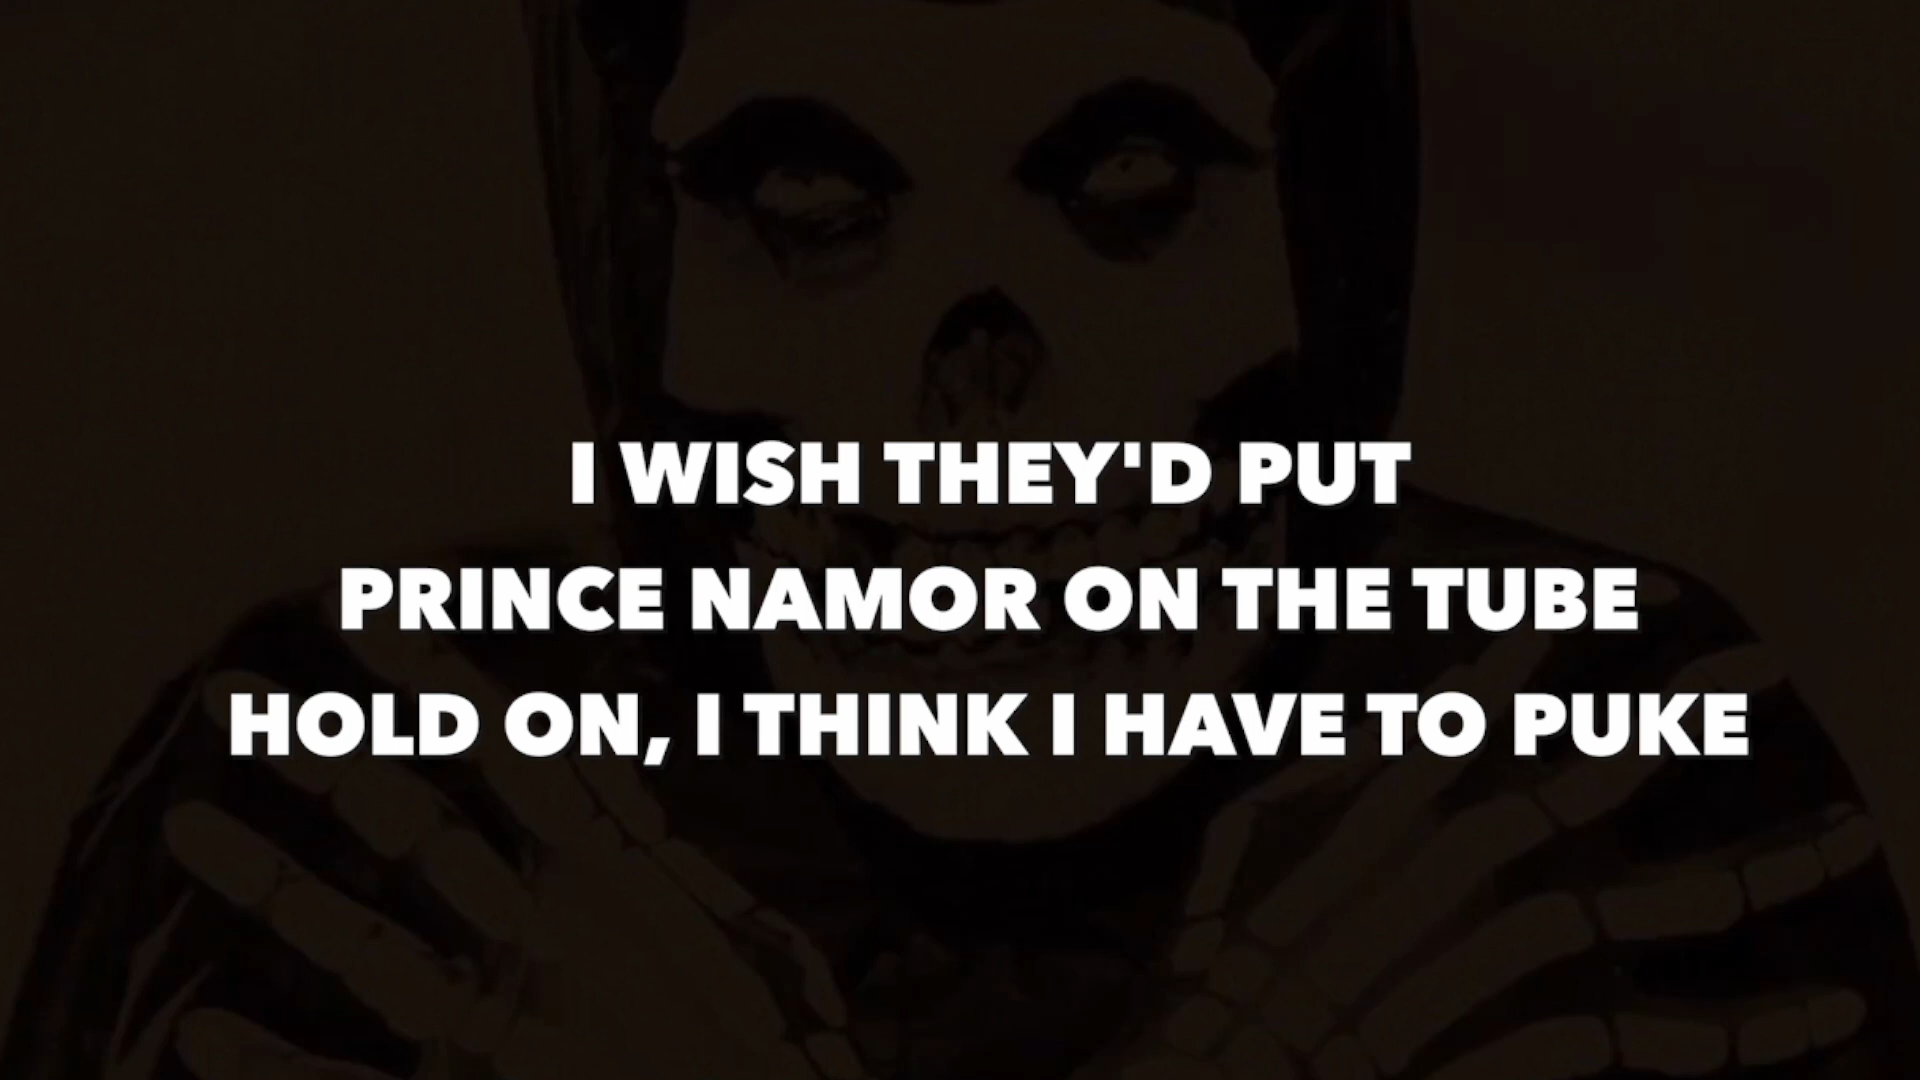 I WISH THEY'D PUT
PRINCE NAMOR ON THE TUBE
HOLD ON, I THINK I HAVE TO PUKE